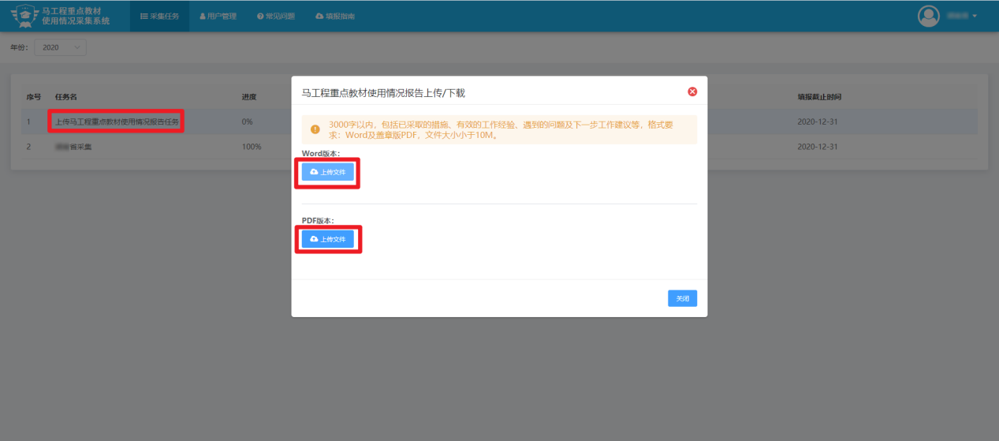 马工程重点教材
使用情况采集系统
采集任务 用户管理 常见问题 填报指南
年份： 2020
序号 任务名 进度 填报截止时间
1 上传马工程重点教材使用情况报告任务 0% 2020-12-31
2 省采集 100% 2020-12-31
马工程重点教材使用情况报告上传/下载
3000字以内，包括已采取的措施、有效的工作经验、遇到的问题及下一步工作建议等，格式要
求：Word及盖章版PDF，文件大小小于10M。
Word版本：
上传文件
PDF版本：
上传文件
关闭